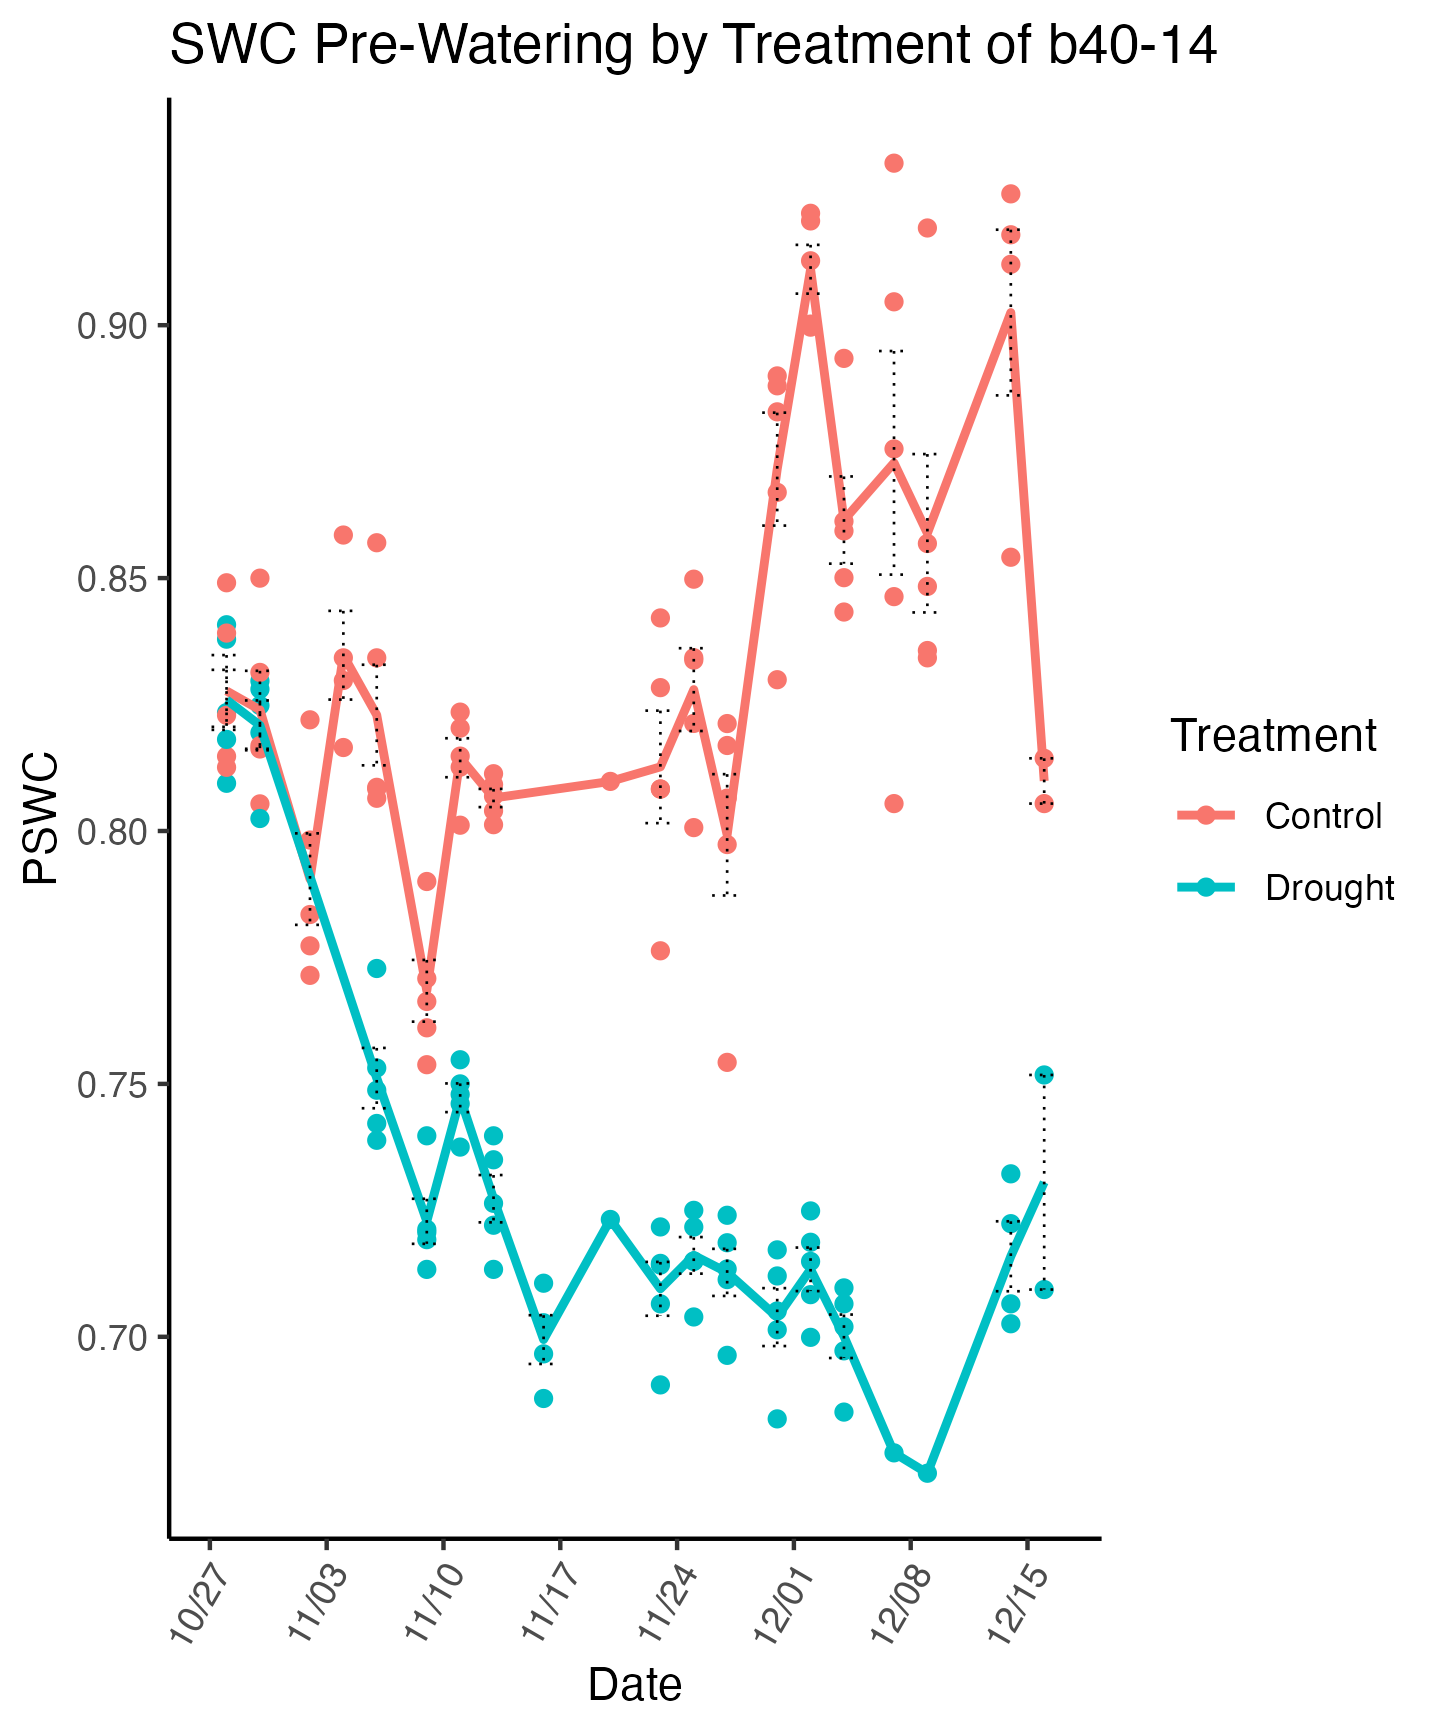 SWC Pre-Watering by Treatment of b40-14
PSWC
0.90
0.85
0.80
0.75
0.70
10/27
11/03
11/10
11/17
11/24
12/01
12/08
12/15
Date
Treatment
Control
Drought